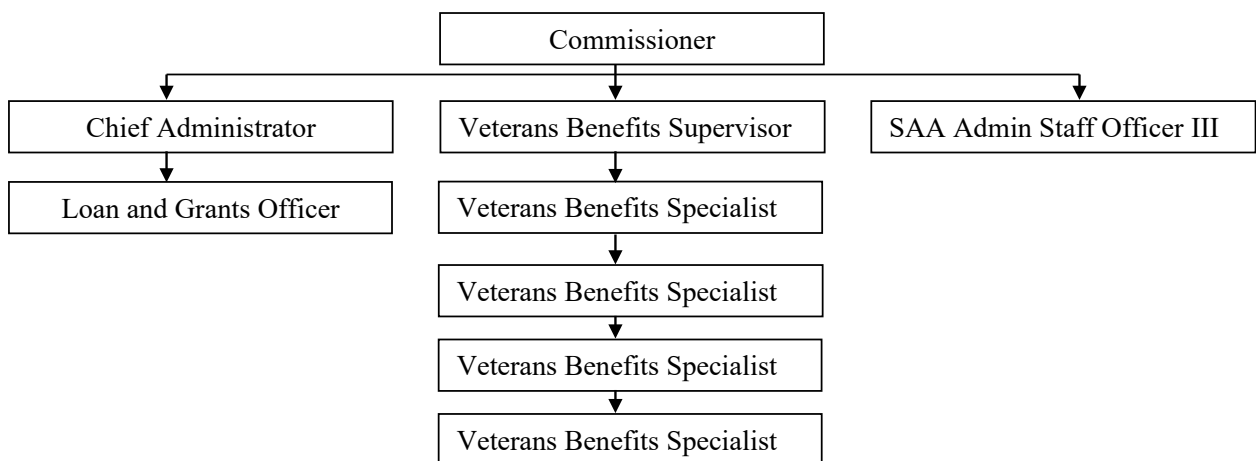 Commissioner
Chief Administrator
Veterans Benefits Supervisor
SAA Admin Staff Officer III
Loan and Grants Officer
Veterans Benefits Specialist
Veterans Benefits Specialist
Veterans Benefits Specialist
Veterans Benefits Specialist